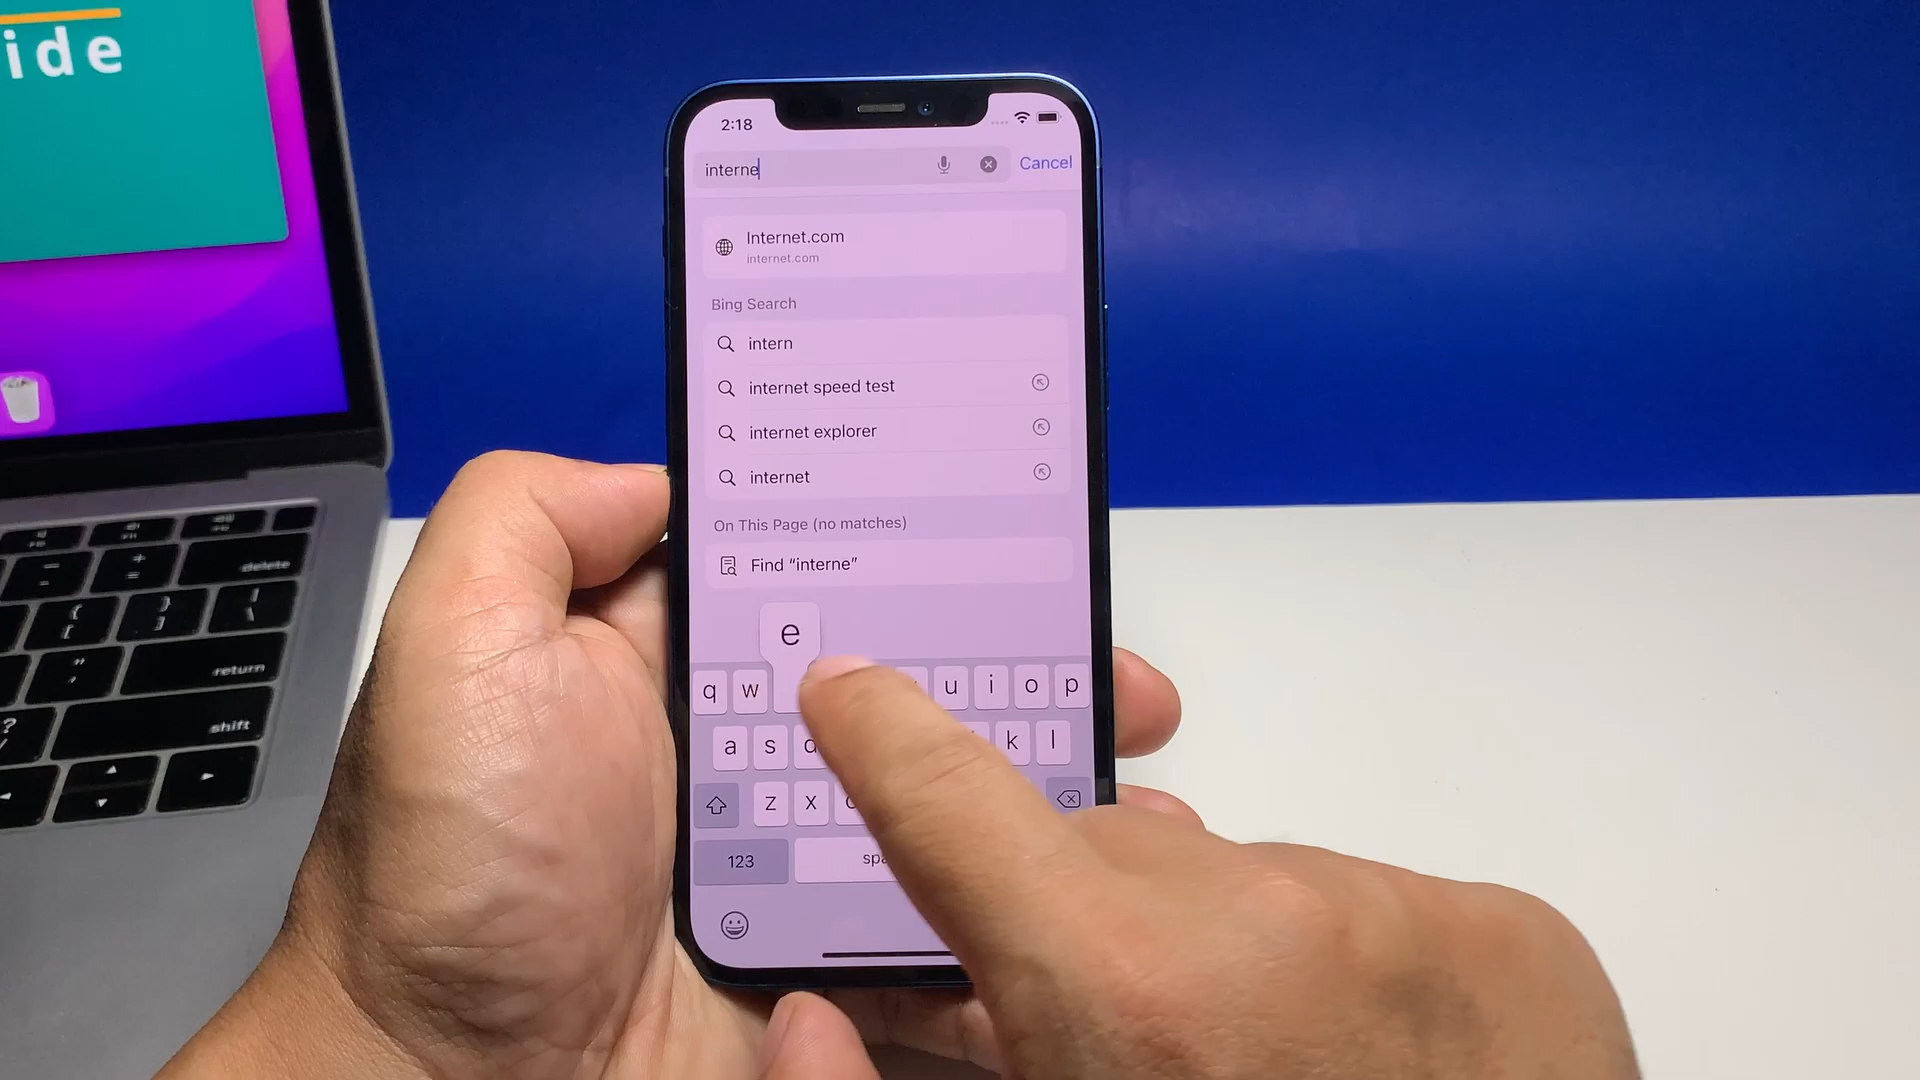 ide
2:18
interne
Cancel
Internet.com
internet.com
Bing Search
intern
internet speed test
internet explorer
internet
On This Page (no matches)
Find “interne”
e
q w u i o p
a s d k l
z x
123
delete
return
shift